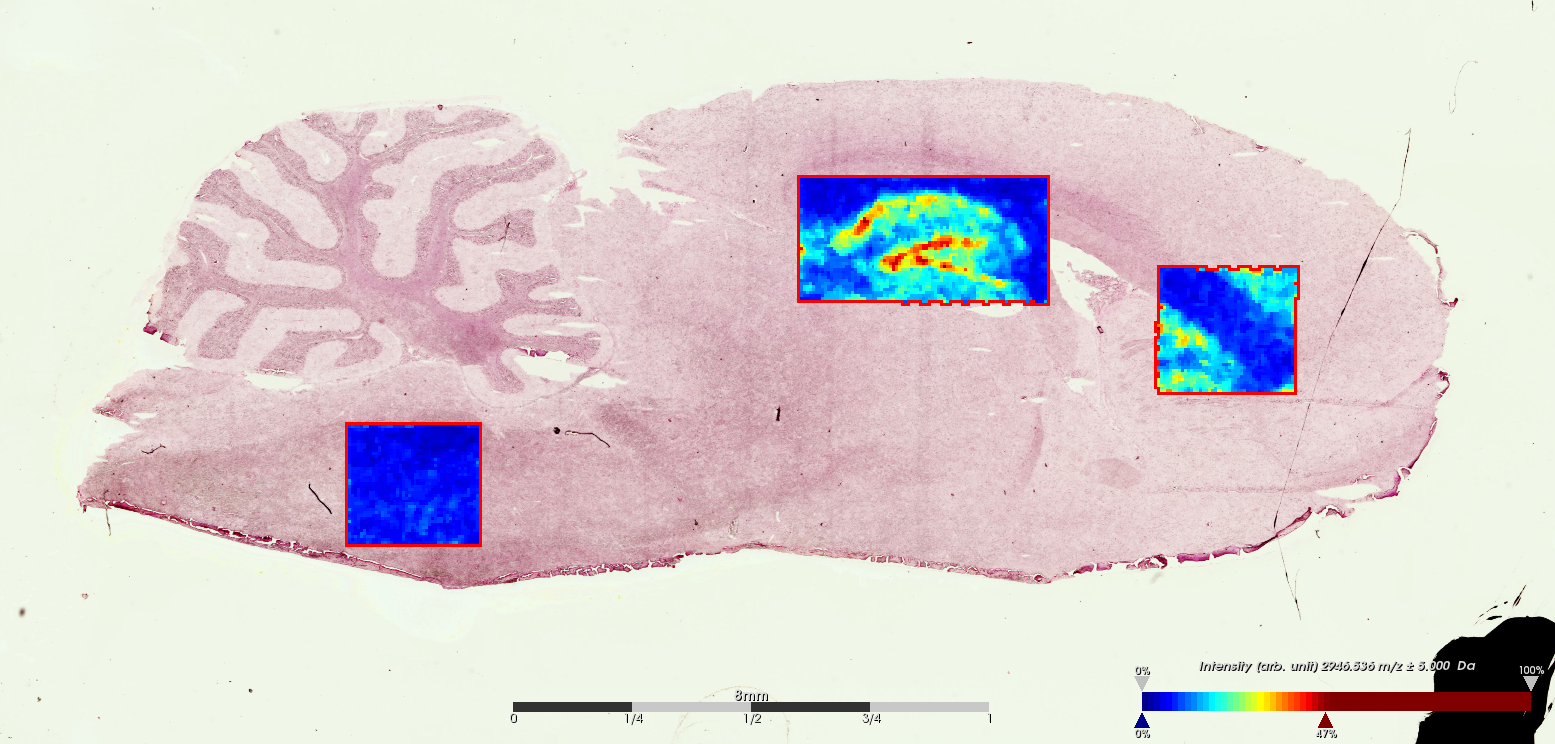 Intensity (arb. unit) 2946.536 m/z ± 5.000 Da
0% 100%
0% 47%
8mm
0 1/4 1/2 3/4 1